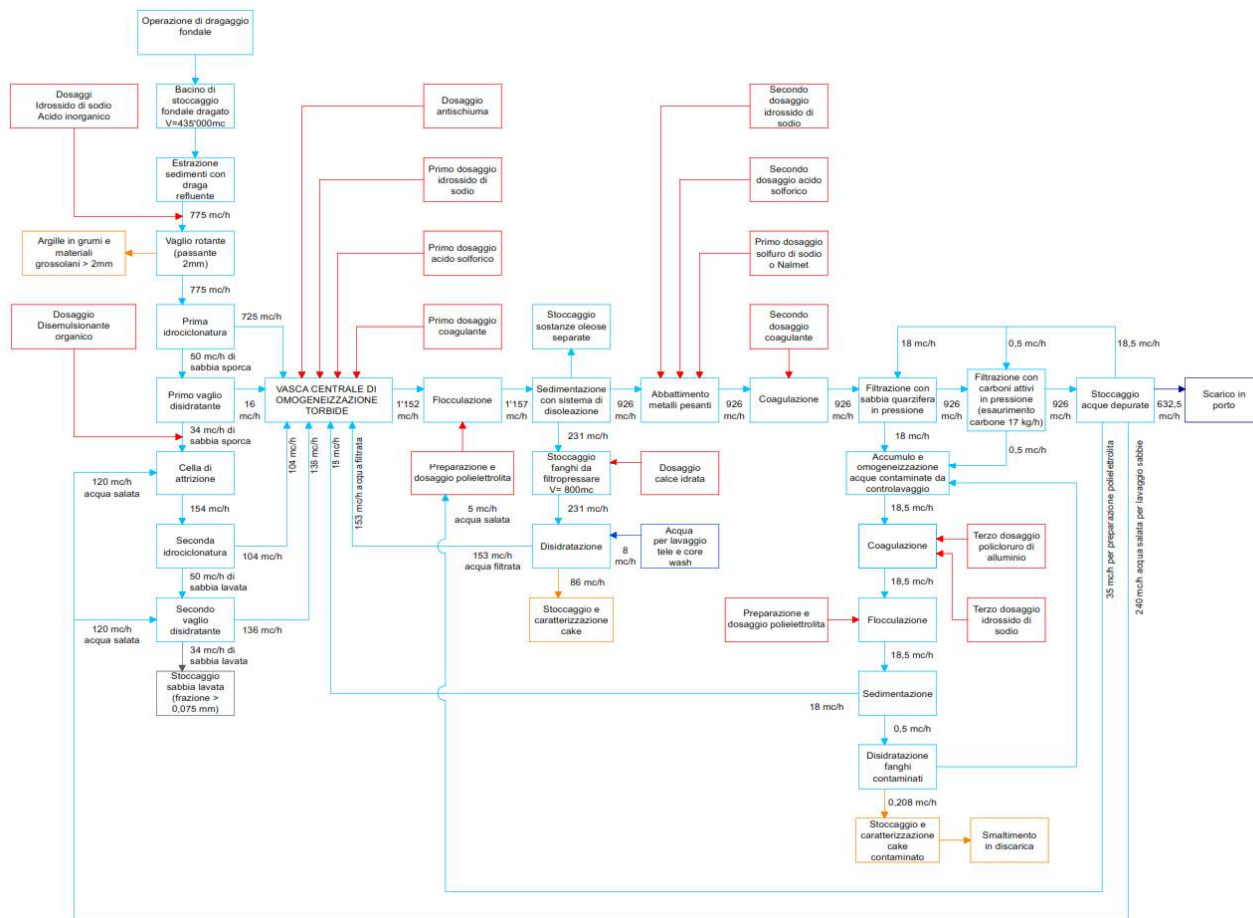 Operazione di dragaggio
fondale
Dosaggi
Idrossido di sodio
Acido inorganico
Bacino di
stoccaggio
fondale dragato
V=435'000mc
Dosaggio
antischiuma
Secondo
dosaggio
idrossido di
sodio
Estrazione
sedimenti con
draga
refluente
Primo dosaggio
idrossido di
sodio
Secondo
dosaggio acido
solforico
775 mc/h
Argille in grumi e
materiali
grossolani > 2mm
Vaglio rotante
(passante
2mm)
Primo dosaggio
acido solforico
Primo dosaggio
solfuro di sodio
o Nalmet
775 mc/h
Dosaggio
Disemulsionante
organico
Prima
idrociclonatura
725 mc/h
Primo dosaggio
coagulante
Stoccaggio
sostanze oleose
separate
Secondo
dosaggio
coagulante
18 mc/h
0,5 mc/h
18,5 mc/h
50 mc/h di
sabbia sporca
Primo vaglio
disidratante
16
mc/h
VASCA CENTRALE DI
OMOGENEIZZAZIONE
TORBIDE
1'152
mc/h
Flocculazione
1'157
mc/h
Sedimentazione
con sistema di
disoleazione
926
mc/h
Abbattimento
metalli pesanti
926
mc/h
Coagulazione
926
mc/h
Filtrazione con
sabbia quarzifera
in pressione
926
mc/h
Filtrazione con
carboni attivi
in pressione
(esaurimento
carbone 17 kg/h)
926
mc/h
Stoccaggio
acque depurate
632,5
mc/h
Scarico in
porto
34 mc/h di
sabbia sporca
104 mc/h
136 mc/h
18 mc/h
153 mc/h acqua filtrata
231 mc/h
18 mc/h
0,5 mc/h
Cella di
attrizione
120 mc/h
acqua salata
Preparazione e
dosaggio polielettrolita
5 mc/h
acqua salata
Stoccaggio
fanghi da
filtropressare
V= 800mc
Dosaggio
calce idrata
Accumulo e
omogeneizzazione
acque contaminate da
controlavaggio
154 mc/h
231 mc/h
18,5 mc/h
Seconda
idrociclonatura
104 mc/h
153 mc/h
acqua filtrata
Disidratazione
8
mc/h
Acqua
per lavaggio
tele e core
wash
Coagulazione
Terzo dosaggio
policloruro di
alluminio
35 mc/h per preparazione polielettrolita
240 mc/h acqua salata per lavaggio sabbie
50 mc/h di
sabbia lavata
86 mc/h
18,5 mc/h
120 mc/h
acqua salata
Secondo
vaglio
disidratante
136 mc/h
Stoccaggio e
caratterizzazione
cake
Preparazione e
dosaggio polielettrolita
Flocculazione
Terzo dosaggio
idrossido di
sodio
34 mc/h di
sabbia lavata
18,5 mc/h
Stoccaggio
sabbia lavata
(frazione >
0,075 mm)
Sedimentazione
18 mc/h
0,5 mc/h
Disidratazione
fanghi
contaminati
0,208 mc/h
Stoccaggio e
caratterizzazione
cake
contaminato
Smaltimento
in discarica